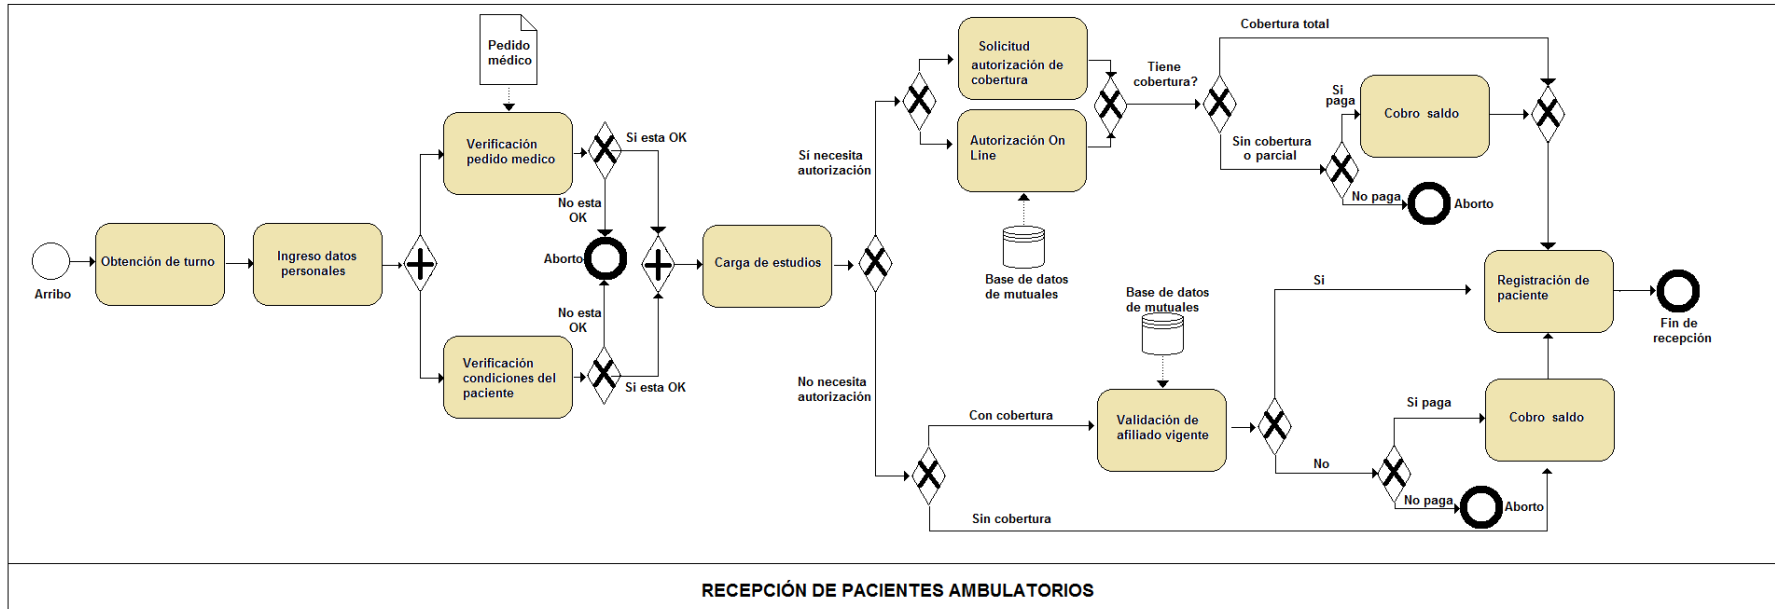 Pedido
médico
Verificación
pedido medico
Si esta OK
No esta
OK
Arribo
Obtención de turno
Ingreso datos
personales
Aborto
No esta
OK
Verificación
condiciones del
paciente
Si esta OK
Carga de estudios
Sí necesita
autorización
No necesita
autorización
Solicitud
autorización de
cobertura
Autorización On
Line
Base de datos
de mutuales
Tiene
cobertura?
Cobertura total
Sin cobertura
o parcial
Si
paga
Cobro saldo
No paga
Aborto
Con cobertura
Sin cobertura
Base de datos
de mutuales
Validación de
afiliado vigente
Si
No
Si paga
No paga
Aborto
Cobro saldo
Registración de
paciente
Fin de
recepción
RECEPCIÓN DE PACIENTES AMBULATORIOS